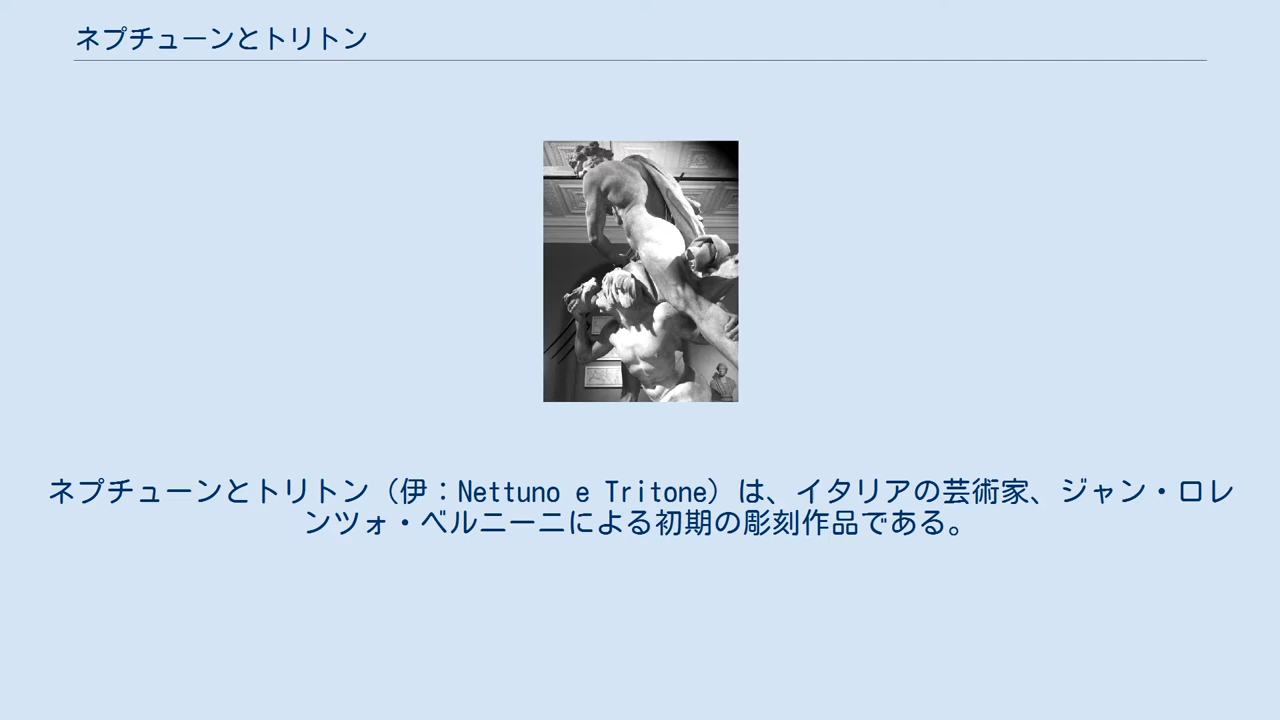 ネプチューンとトリトン
ネプチューンとトリトン（伊：Nettuno e Tritone）は、イタリアの芸術家、ジャン・ロレ
ンツォ・ベルニーニによる初期の彫刻作品である。